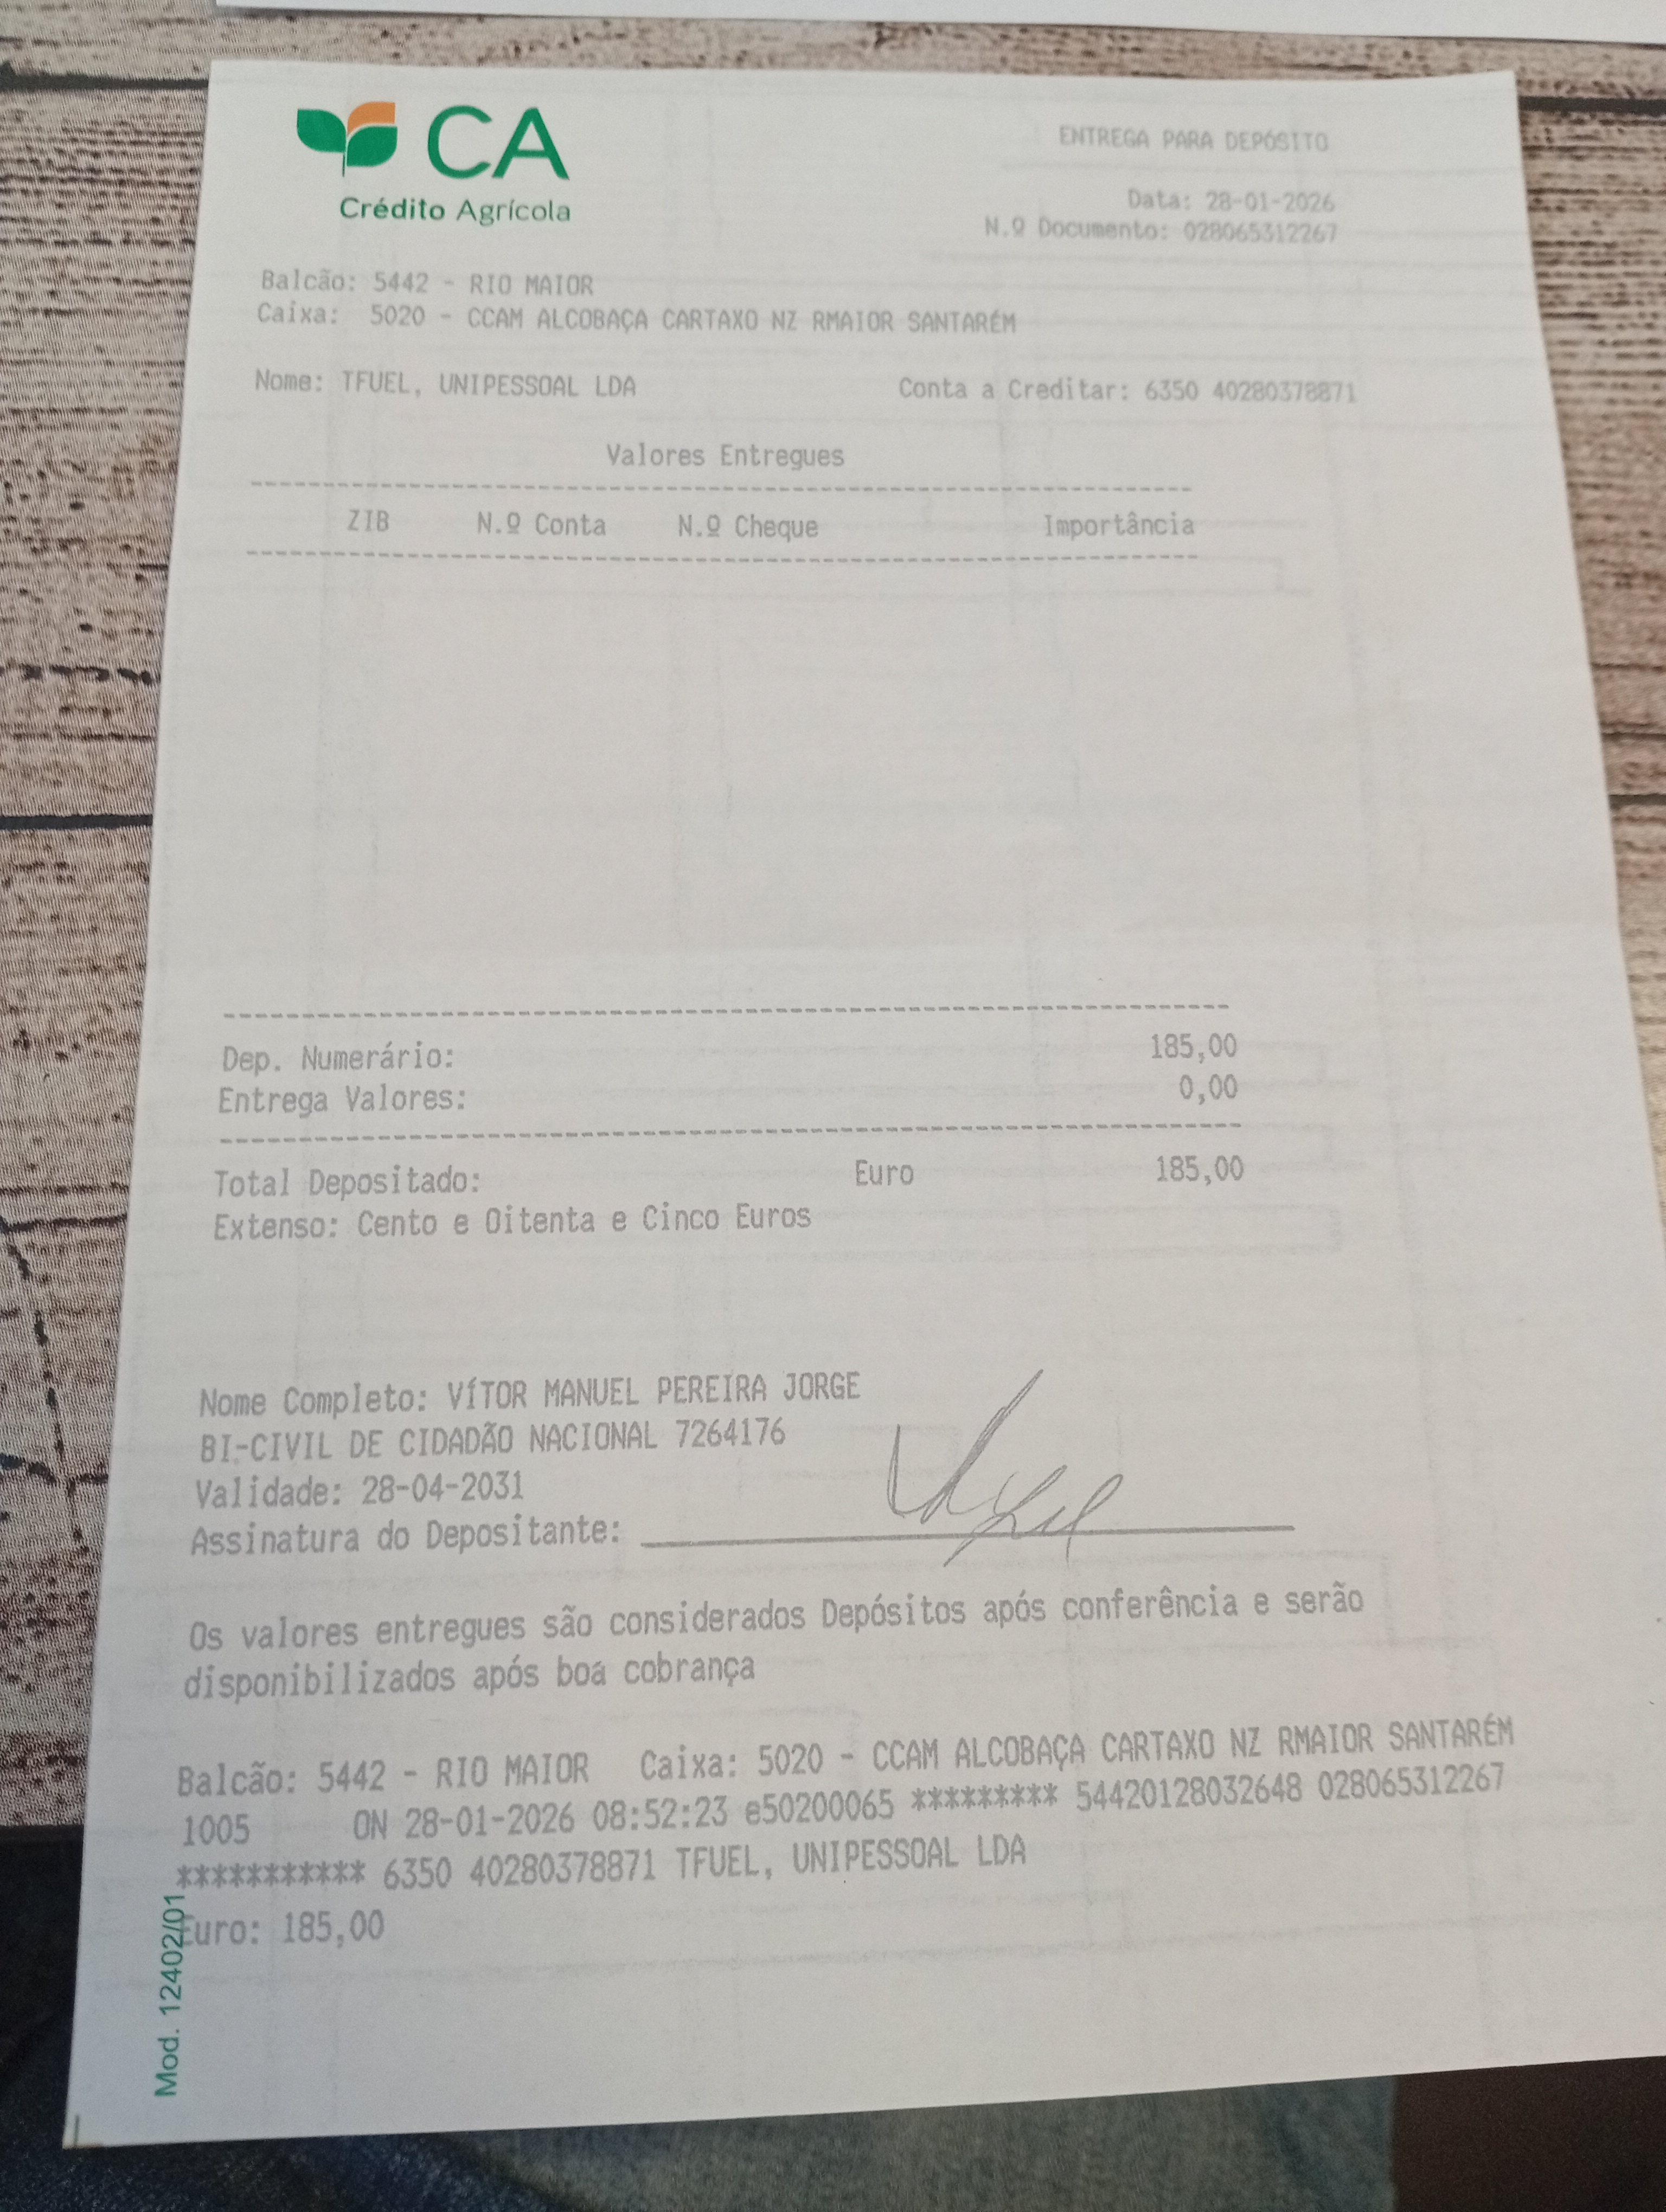 CA
Crédito Agrícola
ENTREGA PARA DEPÓSITO
Data: 28-01-2026
N.º Documento: 028065312267
Balcão: 5442 - RIO MAIOR
Caixa: 5020 - CCAM ALCOBAÇA CARTAXO NZ RMAIOR SANTARÉM
Nome: TFUEL, UNIPESSOAL LDA Conta a Creditar: 6350 40280378871
Valores Entregues
ZIB N.º Conta N.º Cheque Importância
Dep. Numerário: 185,00
Entrega Valores: 0,00
Total Depositado: Euro 185,00
Extenso: Cento e Oitenta e Cinco Euros
Nome Completo: VÍTOR MANUEL PEREIRA JORGE
BI-CIVIL DE CIDADÃO NACIONAL 7264176
Validade: 28-04-2031
Assinatura do Depositante:
Os valores entregues são considerados Depósitos após conferência e serão
disponibilizados após boa cobrança
Balcão: 5442 - RIO MAIOR Caixa: 5020 - CCAM ALCOBAÇA CARTAXO NZ RMAIOR SANTARÉM
1005 ON 28-01-2026 08:52:23 e50200065 ********* 54420128032648 028065312267
*********** 6350 40280378871 TFUEL, UNIPESSOAL LDA
Euro: 185,00
Mod. 12402/01